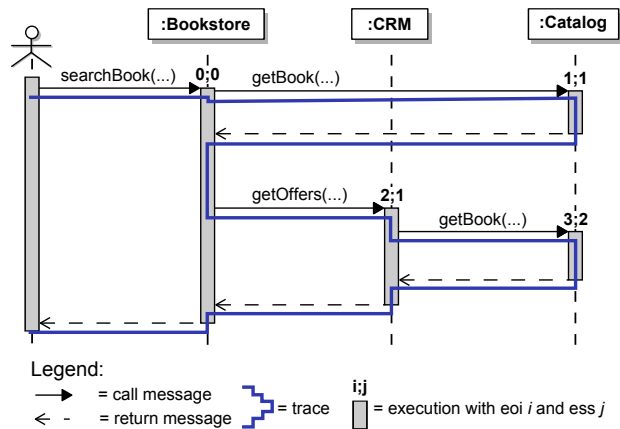 :Bookstore
:CRM
:Catalog
searchBook(...)
0;0
getBook(...)
1;1
getOffers(...)
2;1
getBook(...)
3;2
Legend:
= call message
= return message
= trace
i;j
= execution with eoi i and ess j